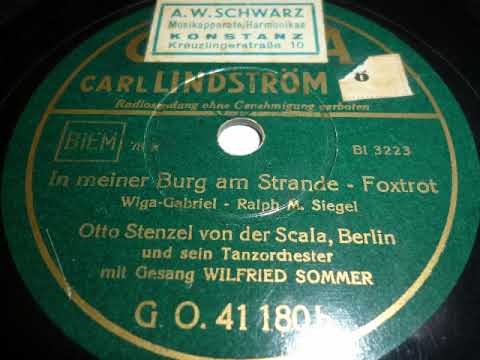 A.W. SCHWARZ
Musikapparate, Harmonikas
KONSTANZ
Kreuzlingerstraße 10
6
CARL LINDSTRÖM
Radiosendung ohne Genehmigung verboten
BIEM
BI 3223
In meiner Burg am Strande - Foxtrot
Wiga-Gabriel - Ralph M. Siegel
Otto Stenzel von der Scala, Berlin
und sein Tanzorchester
mit Gesang WILFRIED SOMMER
G O. 41 180